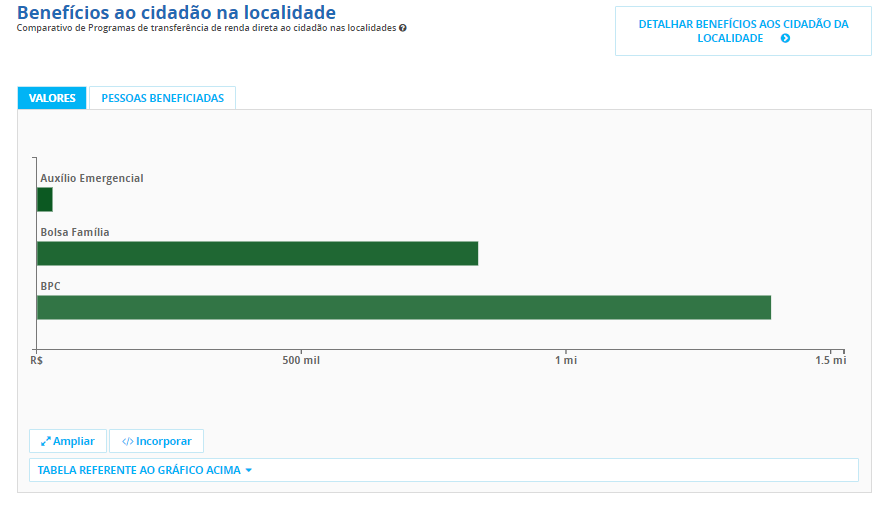 Benefícios ao cidadão na localidade
Comparativo de Programas de transferência de renda direta ao cidadão nas localidades
DETALHAR BENEFÍCIOS AOS CIDADÃO DA
LOCALIDADE
VALORES
PESSOAS BENEFICIADAS
Auxílio Emergencial
Bolsa Família
BPC
R$ 500 mil 1 mi 1.5 mi
Ampliar
</> Incorporar
TABELA REFERENTE AO GRÁFICO ACIMA